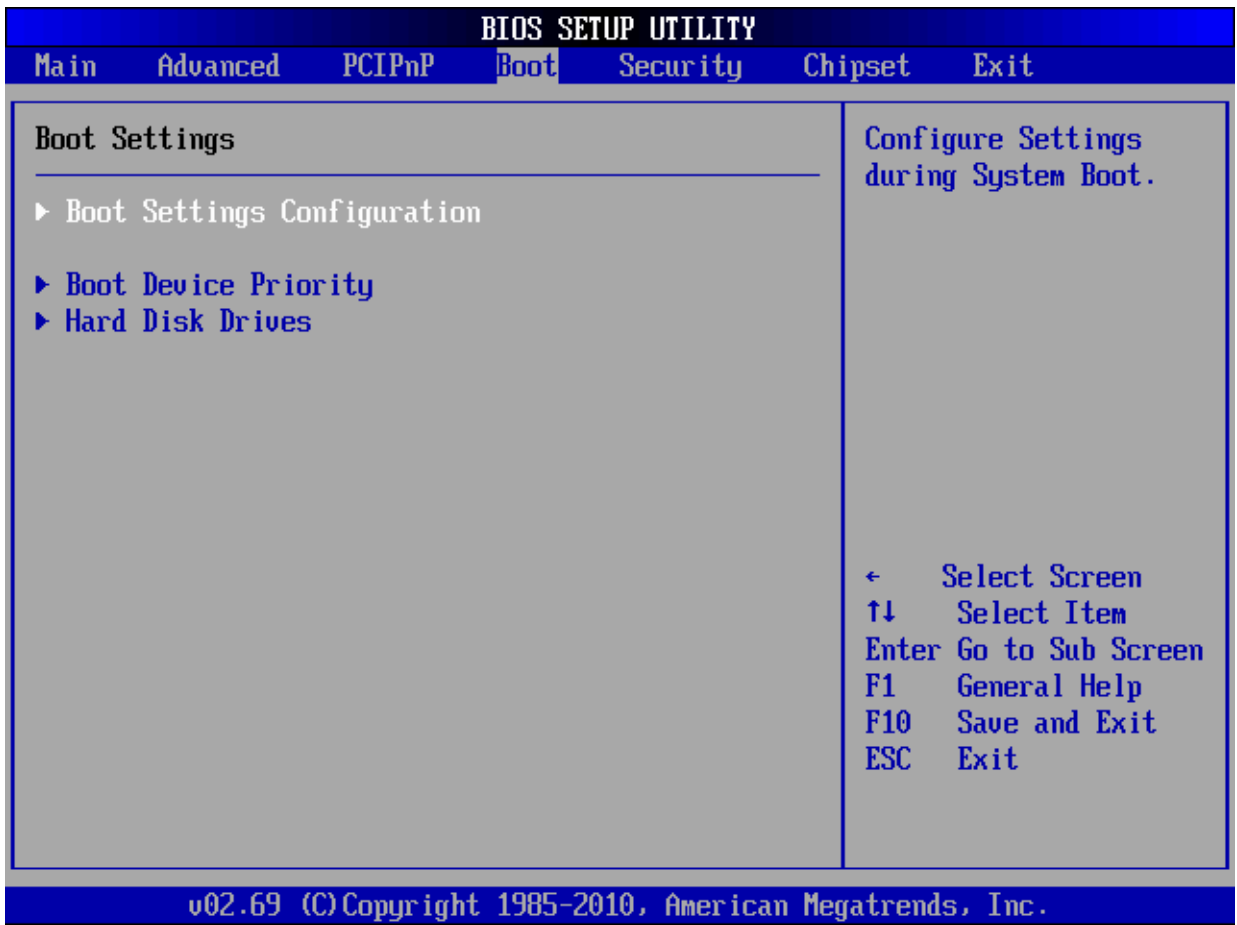 BIOS SETUP UTILITY
Main Advanced PCIPnP Boot Security Chipset Exit
Boot Settings
▶ Boot Settings Configuration
▶ Boot Device Priority
▶ Hard Disk Drives
Configure Settings
during System Boot.
← Select Screen
↑↓ Select Item
Enter Go to Sub Screen
F1 General Help
F10 Save and Exit
ESC Exit
v02.69 (C)Copyright 1985-2010, American Megatrends, Inc.